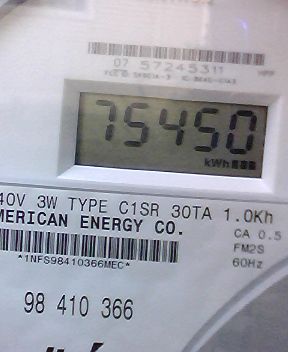 07 57245311
75450
kWh
40V 3W TYPE C1SR 30TA 1.0Kh
MERICAN ENERGY CO.
CA 0.5
FM2S
*1NFS98410366MEC*
60Hz
98 410 366